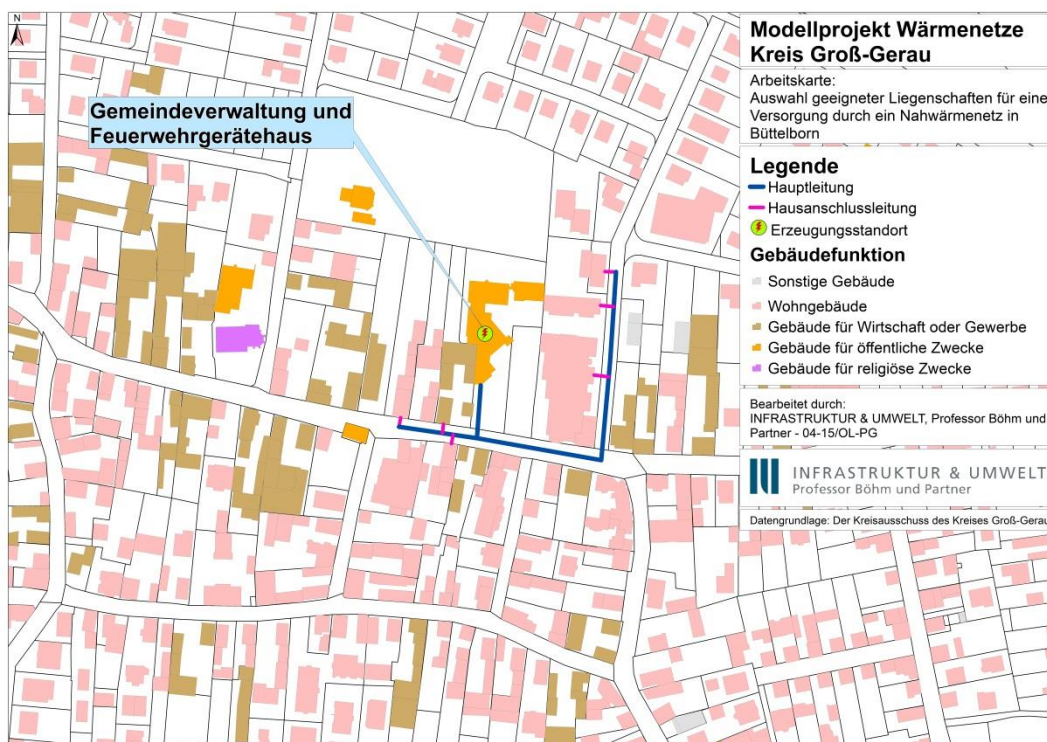 N
Gemeindeverwaltung und
Feuerwehrgerätehaus
Modellprojekt Wärmenetze
Kreis Groß-Gerau
Arbeitskarte:
Auswahl geeigneter Liegenschaften für eine
Versorgung durch ein Nahwärmenetz in
Büttelborn
Legende
Hauptleitung
Hausanschlussleitung
Erzeugungsstandort
Gebäudefunktion
Sonstige Gebäude
Wohngebäude
Gebäude für Wirtschaft oder Gewerbe
Gebäude für öffentliche Zwecke
Gebäude für religiöse Zwecke
Bearbeitet durch:
INFRASTRUKTUR & UMWELT, Professor Böhm und
Partner - 04-15/OL-PG
INFRASTRUKTUR & UMWELT
Professor Böhm und Partner
Datengrundlage: Der Kreisausschuss des Kreises Groß-Gerau